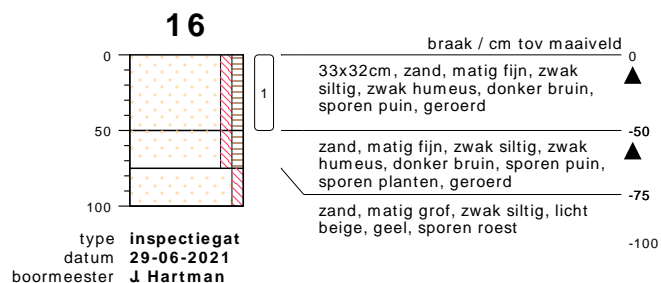 16
braak / cm tov maaiveld
0
0
33x32cm, zand, matig fijn, zwak
siltig, zwak humeus, donker bruin,
sporen puin, geroerd
1
50
-50
zand, matig fijn, zwak siltig, zwak
humeus, donker bruin, sporen puin,
sporen planten, geroerd
-75
zand, matig grof, zwak siltig, licht
beige, geel, sporen roest
100
-100
type inspectiegat
datum 29-06-2021
boormeester J. Hartman